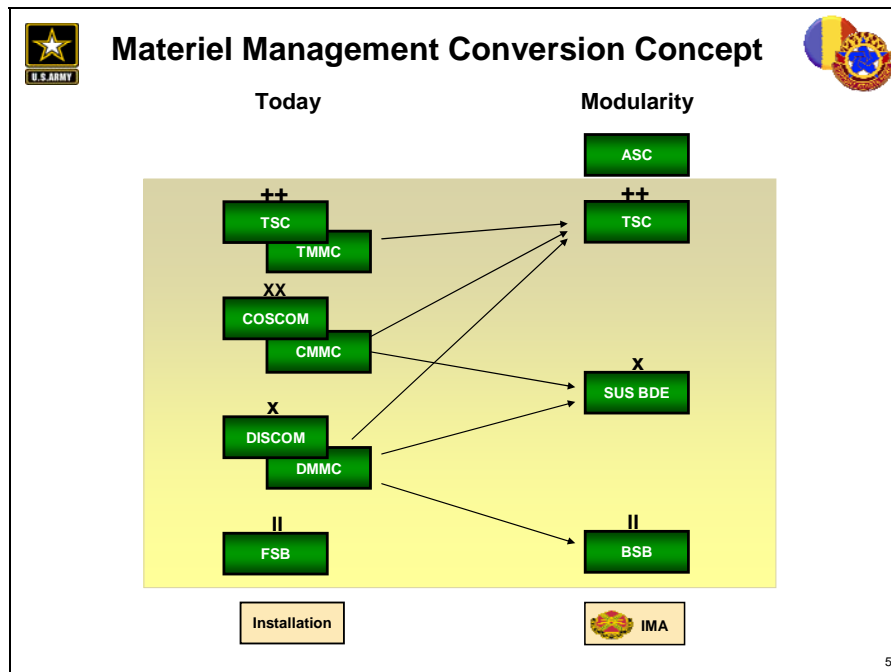 Materiel Management Conversion Concept
U.S.ARMY
Today
Modularity
ASC
++
TSC
TMMC
++
TSC
XX
COSCOM
CMMC
x
SUS BDE
x
DISCOM
DMMC
II
FSB
II
BSB
Installation
IMA
5